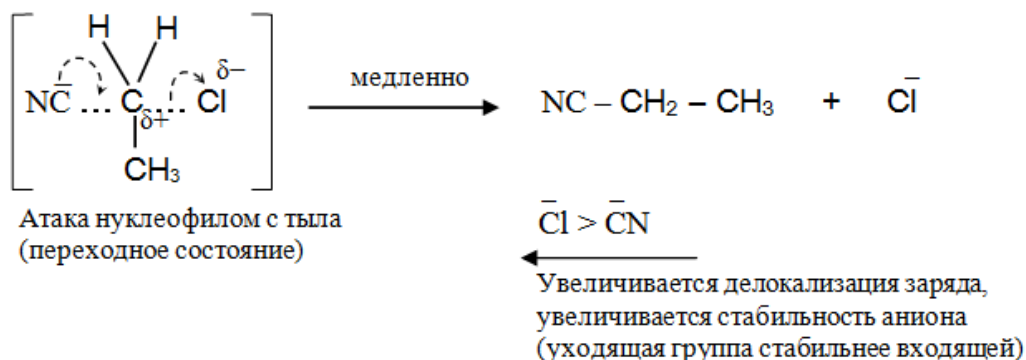 H H
δ−
NC̄ ... C ... Cl
δ+
CH₃
медленно
NC – CH₂ – CH₃ + Cl̄
Атака нуклеофилом с тыла
(переходное состояние)
C̄l > C̄N
Увеличивается делокализация заряда,
увеличивается стабильность аниона
(уходящая группа стабильнее входящей)